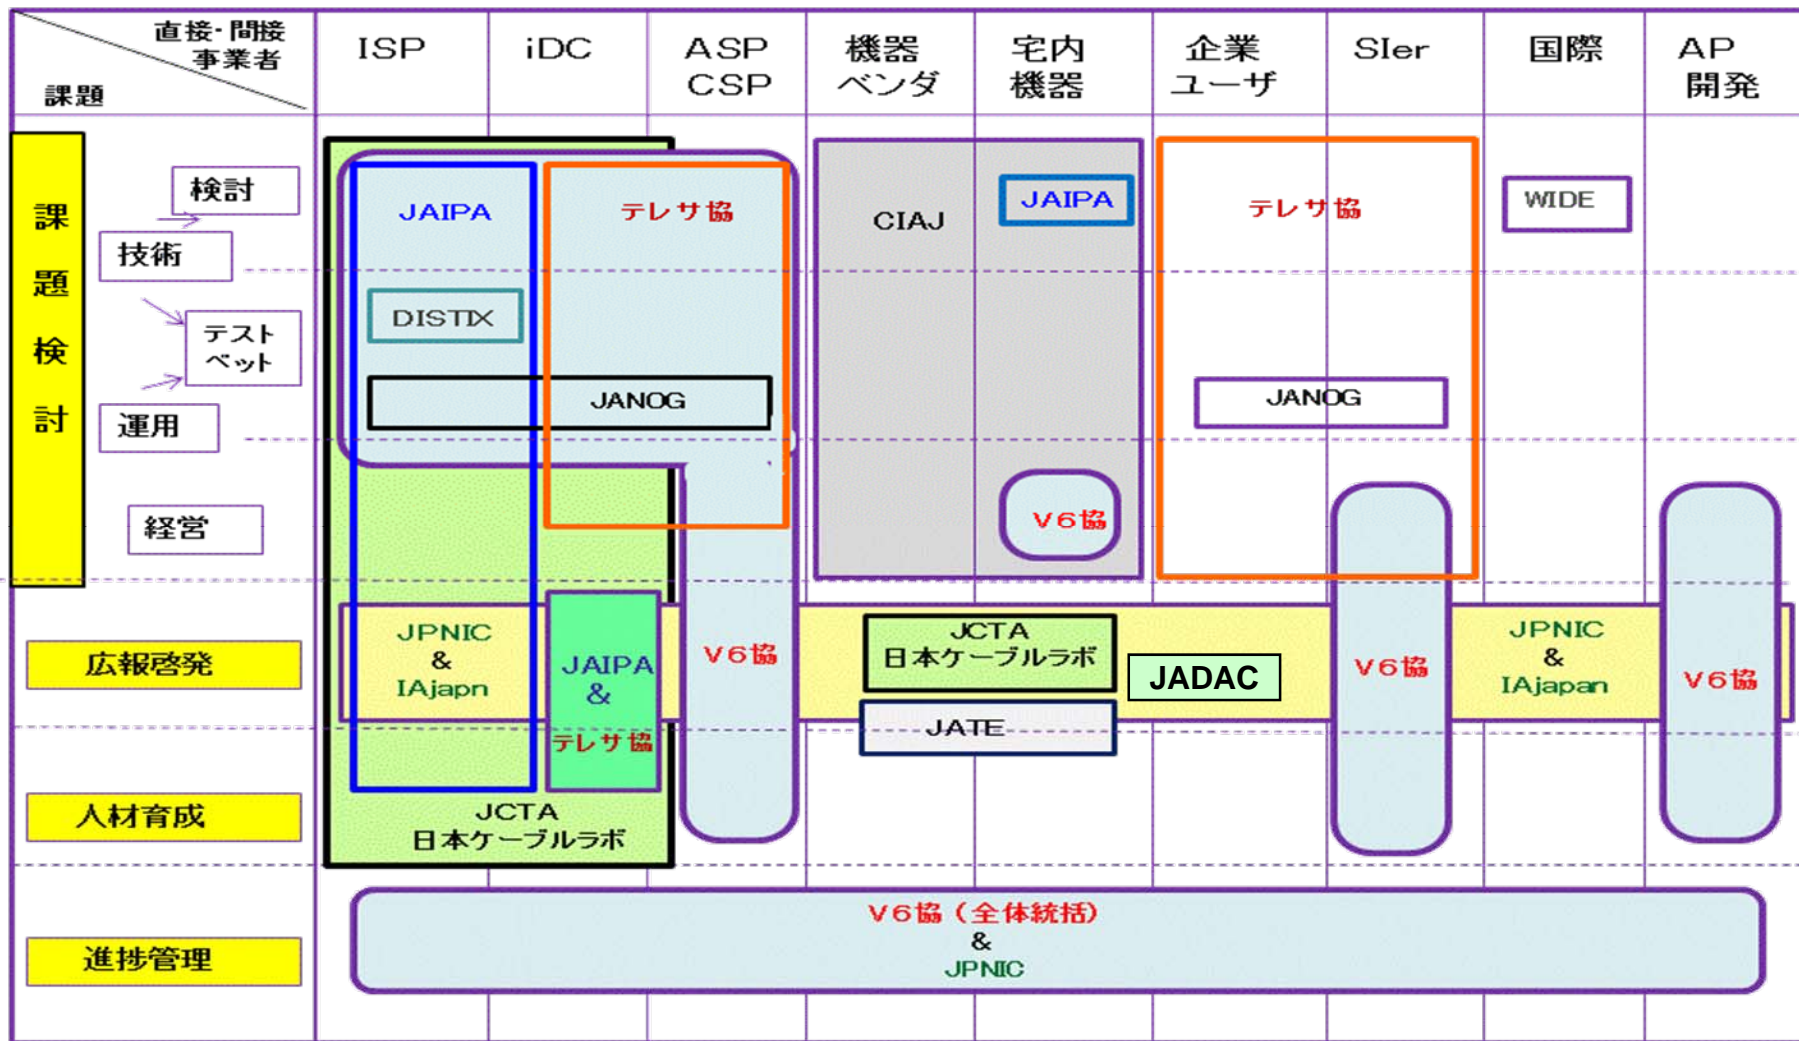 直接・間接
事業者
課題
ISP
iDC
ASP
CSP
機器
ベンダ
宅内
機器
企業
ユーザ
SIer
国際
AP
開発
課題検討
検討
技術
テスト
ベット
運用
経営
JAIPA
テレサ協
DISTIX
JANOG
CIAJ
JAIPA
V6協
テレサ協
JANOG
WIDE
広報啓発
JPNIC
&
IAjapn
JAIPA
&
テレサ協
V6協
JCTA
日本ケーブルラボ
JADAC
JATE
V6協
JPNIC
&
IAjapan
V6協
人材育成
JCTA
日本ケーブルラボ
進捗管理
V6協（全体統括）
&
JPNIC